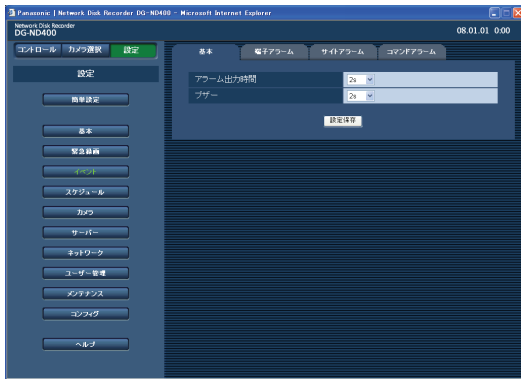 Panasonic | Network Disk Recorder DG-ND400 - Microsoft Internet Explorer
Network Disk Recorder
DG-ND400
08.01.01 0:00
コントロール カメラ選択 設定
設定
簡単設定
基本
緊急録画
イベント
スケジュール
カメラ
サーバー
ネットワーク
ユーザー管理
メンテナンス
コンフィグ
ヘルプ
基本 端子アラーム サイトアラーム コマンドアラーム
アラーム出力時間 2s
ブザー 2s
設定保存